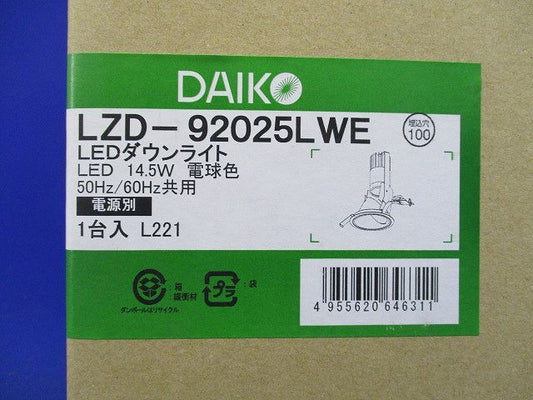 DAIKO
LZD-92025LWE
埋込穴
100
LEDダウンライト
LED 14.5W 電球色
50Hz/60Hz共用
電源別
1台入 L221
:箱
:緩衝材
ダンボールはリサイクル
プラ
:袋
4 955620 646311